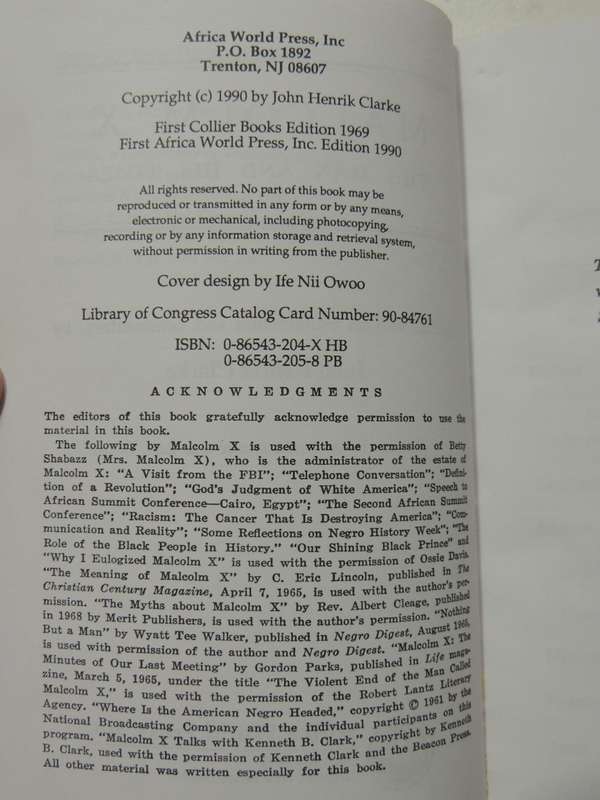 Africa World Press, Inc
P.O. Box 1892
Trenton, NJ 08607
Copyright (c) 1990 by John Henrik Clarke
First Collier Books Edition 1969
First Africa World Press, Inc. Edition 1990
All rights reserved. No part of this book may be
reproduced or transmitted in any form or by any means,
electronic or mechanical, including photocopying,
recording or by any information storage and retrieval system,
without permission in writing from the publisher.
Cover design by Ife Nii Owoo
Library of Congress Catalog Card Number: 90-84761
ISBN: 0-86543-204-X HB
0-86543-205-8 PB
ACKNOWLEDGMENTS
The editors of this book gratefully acknowledge permission to use the
material in this book.
The following by Malcolm X is used with the permission of Betty
Shabazz (Mrs. Malcolm X), who is the administrator of the estate of
Malcolm X: “A Visit from the FBI”; “Telephone Conversation”; “Defini-
tion of a Revolution”; “God's Judgment of White America”; “Speech to
African Summit Conference—Cairo, Egypt”; “The Second African Summit
Conference”; “Racism: The Cancer That Is Destroying America”; “Com-
munication and Reality”; “Some Reflections on Negro History Week”; “The
Role of the Black People in History.” “Our Shining Black Prince” and
“Why I Eulogized Malcolm X” is used with the permission of Ossie Davis.
“The Meaning of Malcolm X” by C. Eric Lincoln, published in The
Christian Century Magazine, April 7, 1965, is used with the author's per-
mission. “The Myths about Malcolm X” by Rev. Albert Cleage, published
in 1968 by Merit Publishers, is used with the author's permission. “Nothing
But a Man” by Wyatt Tee Walker, published in Negro Digest, August 1965,
is used with permission of the author and Negro Digest. “Malcolm X: The
Minutes of Our Last Meeting” by Gordon Parks, published in Life maga-
zine, March 5, 1965, under the title “The Violent End of the Man Called
Malcolm X,” is used with the permission of the Robert Lantz Literary
Agency. “Where Is the American Negro Headed,” copyright © 1961 by the
National Broadcasting Company and the individual participants on this
program. “Malcolm X Talks with Kenneth B. Clark,” copyright by Kenneth
B. Clark, used with the permission of Kenneth Clark and the Beacon Press.
All other material was written especially for this book.